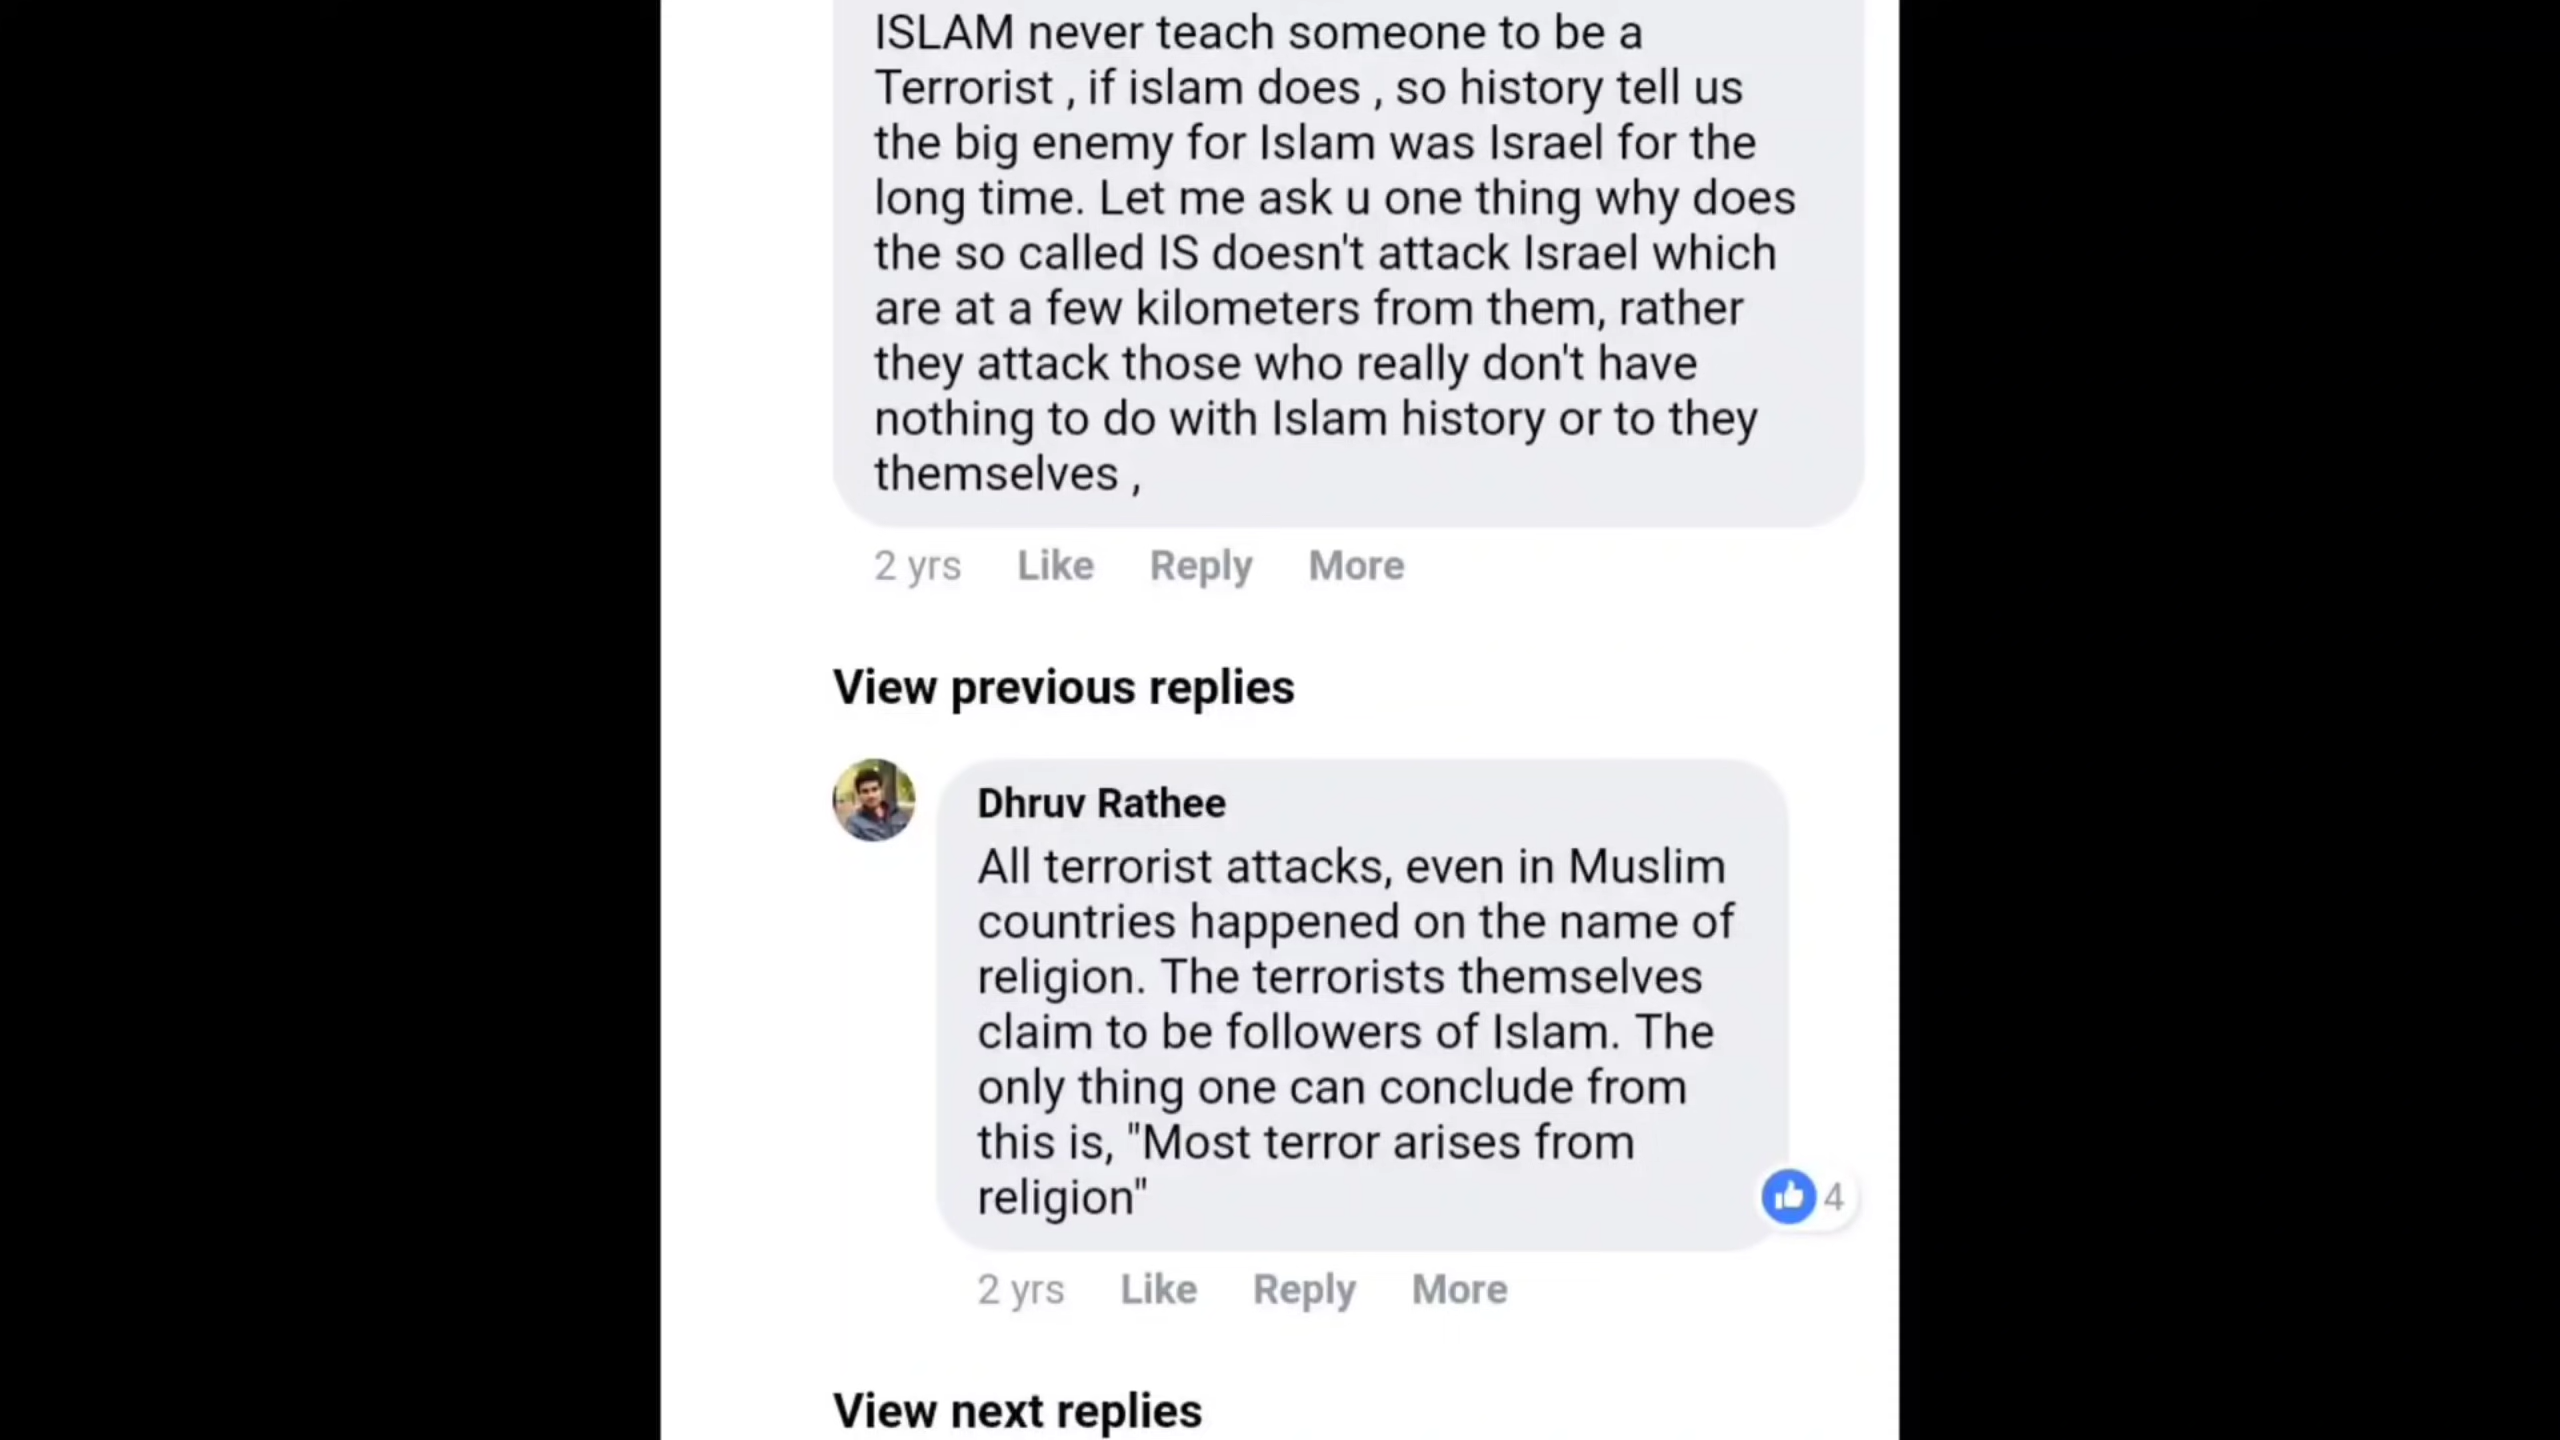 ISLAM never teach someone to be a
Terrorist , if islam does , so history tell us
the big enemy for Islam was Israel for the
long time. Let me ask u one thing why does
the so called IS doesn't attack Israel which
are at a few kilometers from them, rather
they attack those who really don't have
nothing to do with Islam history or to they
themselves ,
2 yrs Like Reply More
View previous replies
Dhruv Rathee
All terrorist attacks, even in Muslim
countries happened on the name of
religion. The terrorists themselves
claim to be followers of Islam. The
only thing one can conclude from
this is, "Most terror arises from
religion"
4
2 yrs Like Reply More
View next replies